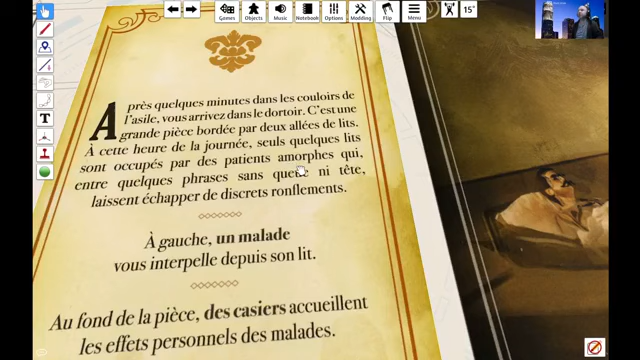 Games
Objects
Music
Notebook
Options
Modding
Flip
Menu
15°
Après quelques minutes dans les couloirs de
l'asile, vous arrivez dans le dortoir. C'est une
grande pièce bordée par deux allées de lits.
À cette heure de la journée, seuls quelques lits
sont occupés par des patients amorphes qui,
entre quelques phrases sans queue ni tête,
laissent échapper de discrets ronflements.
À gauche, un malade
vous interpelle depuis son lit.
Au fond de la pièce, des casiers accueillent
les effets personnels des malades.